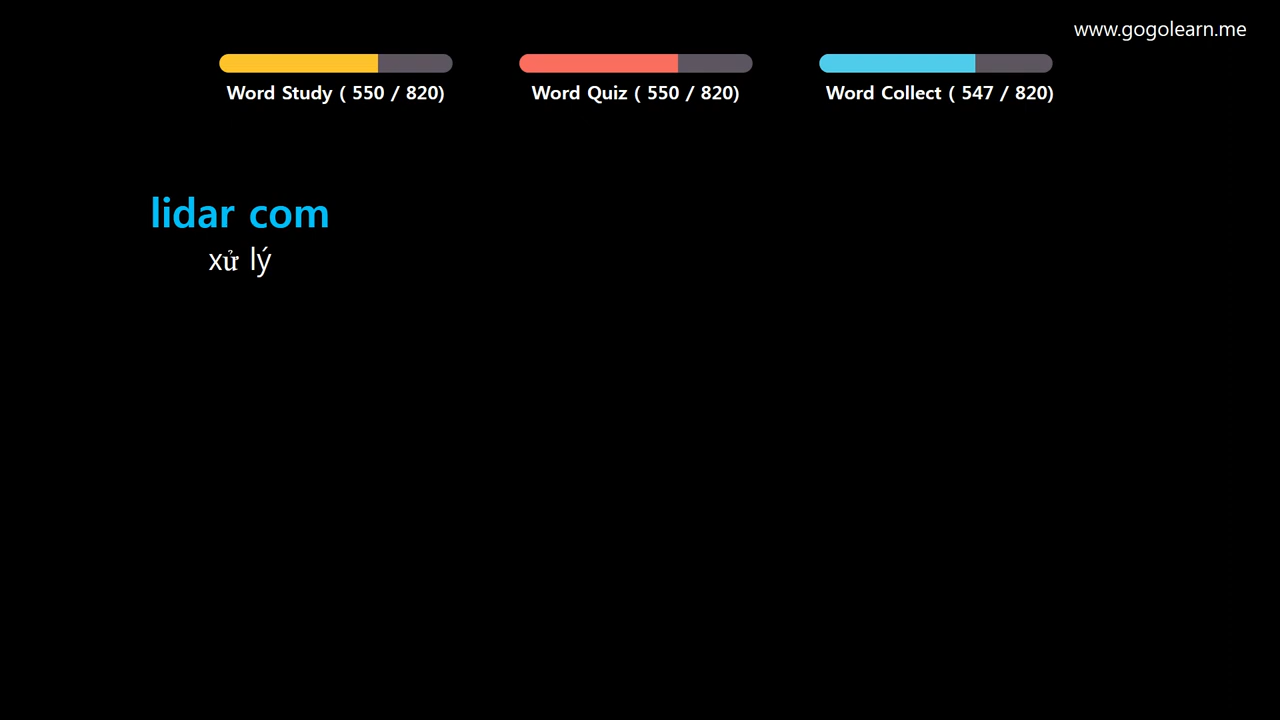 www.gogolearn.me
Word Study ( 550 / 820)
Word Quiz ( 550 / 820)
Word Collect ( 547 / 820)
lidar com
xử lý